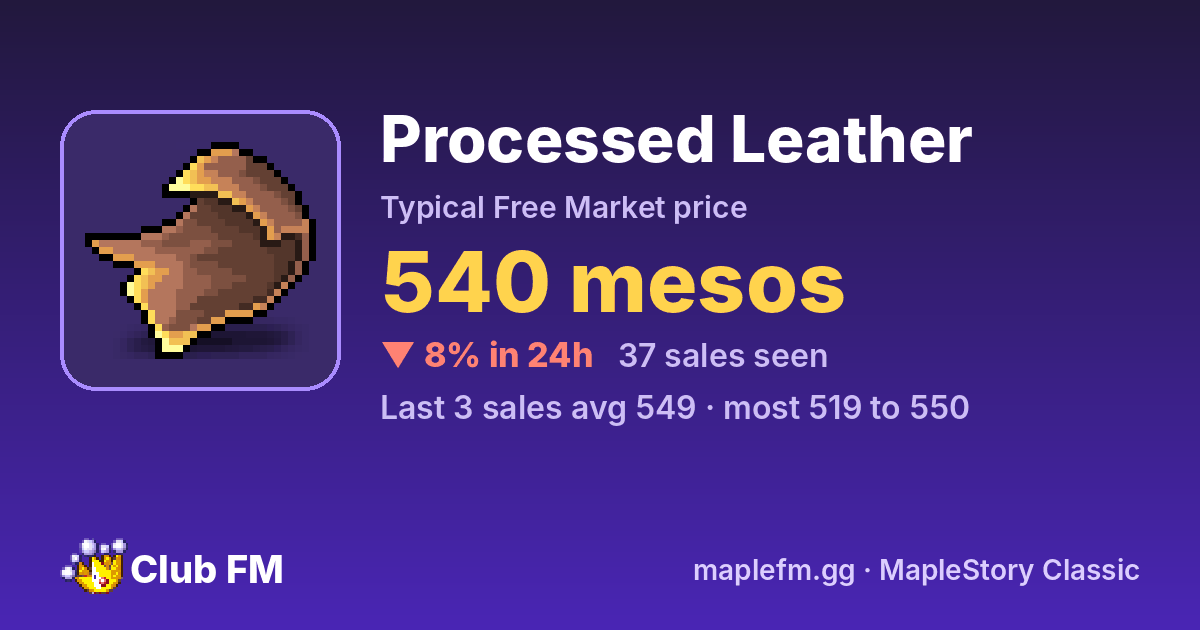 Processed Leather
Typical Free Market price
540 mesos
▼ 8% in 24h 37 sales seen
Last 3 sales avg 549 · most 519 to 550
Club FM
maplefm.gg · MapleStory Classic